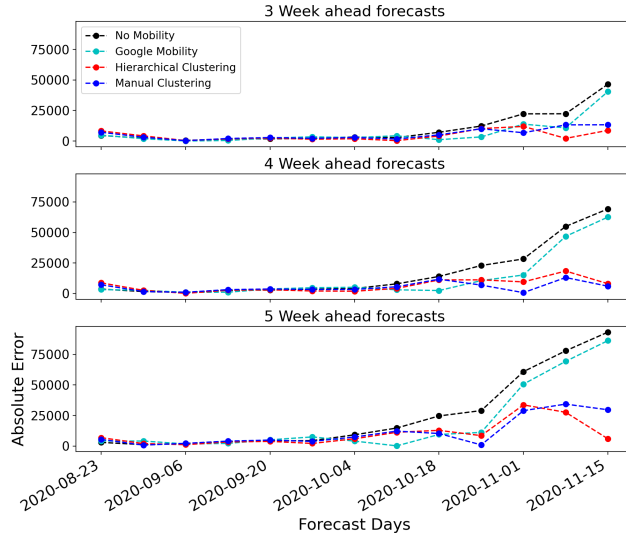 3 Week ahead forecasts
75000
50000
25000
0
No Mobility
Google Mobility
Hierarchical Clustering
Manual Clustering
4 Week ahead forecasts
75000
50000
25000
0
5 Week ahead forecasts
75000
50000
25000
0
Absolute Error
2020-08-23
2020-09-06
2020-09-20
2020-10-04
2020-10-18
2020-11-01
2020-11-15
Forecast Days